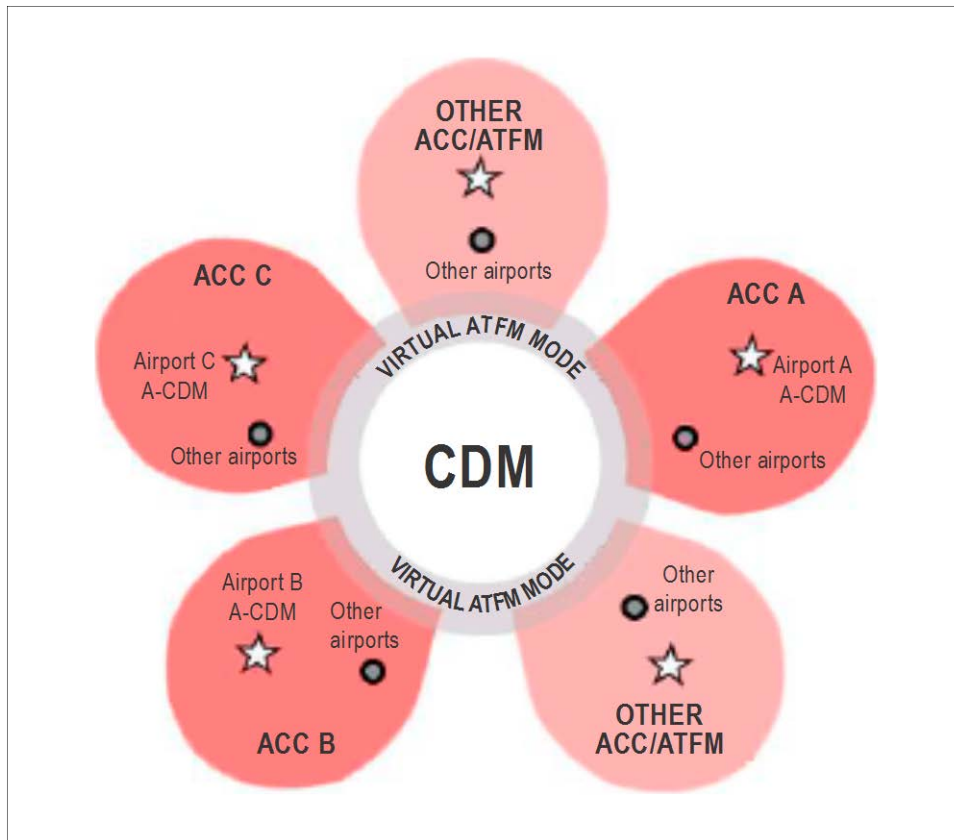 OTHER
ACC/ATFM
Other airports
ACC C
Airport C
A-CDM
Other airports
ACC A
Airport A
A-CDM
Other airports
VIRTUAL ATFM MODE
CDM
VIRTUAL ATFM MODE
Airport B
A-CDM
Other
airports
ACC B
Other
airports
OTHER
ACC/ATFM